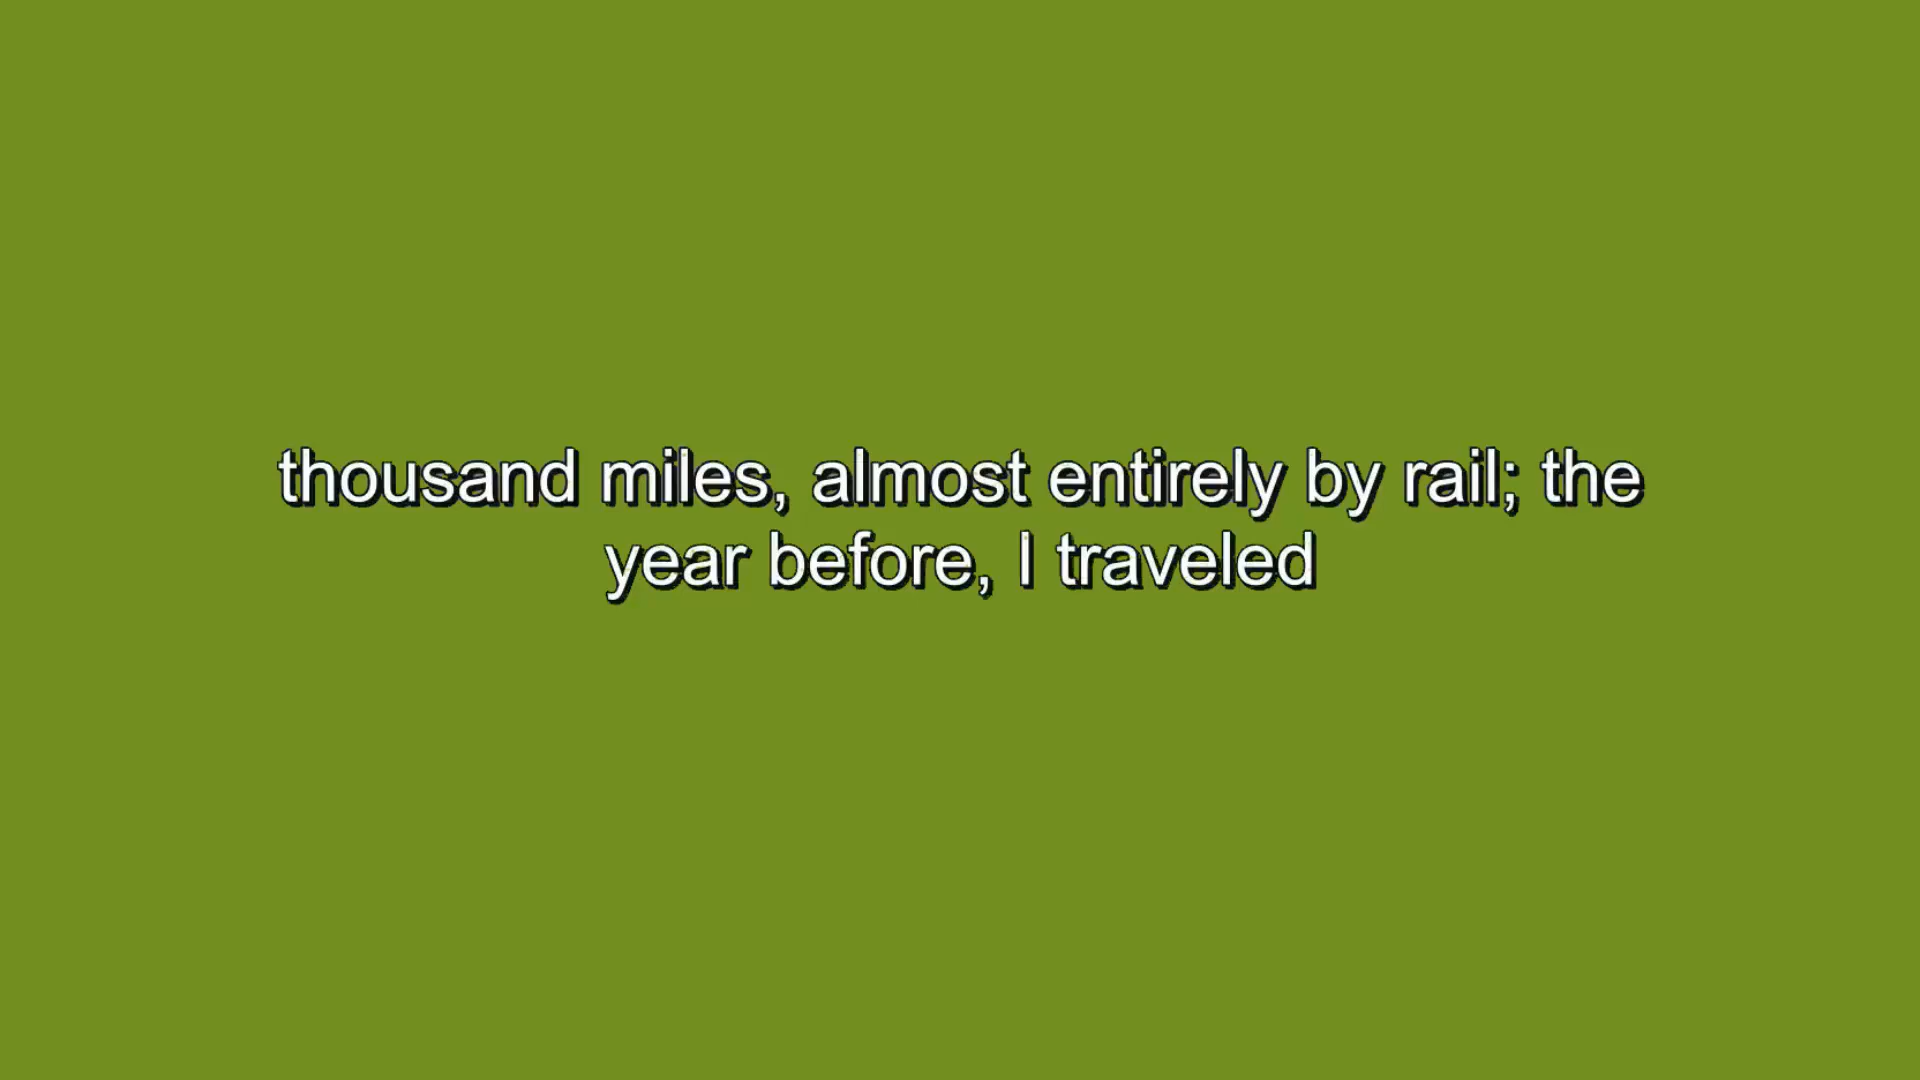 thousand miles, almost entirely by rail; the
year before, I traveled